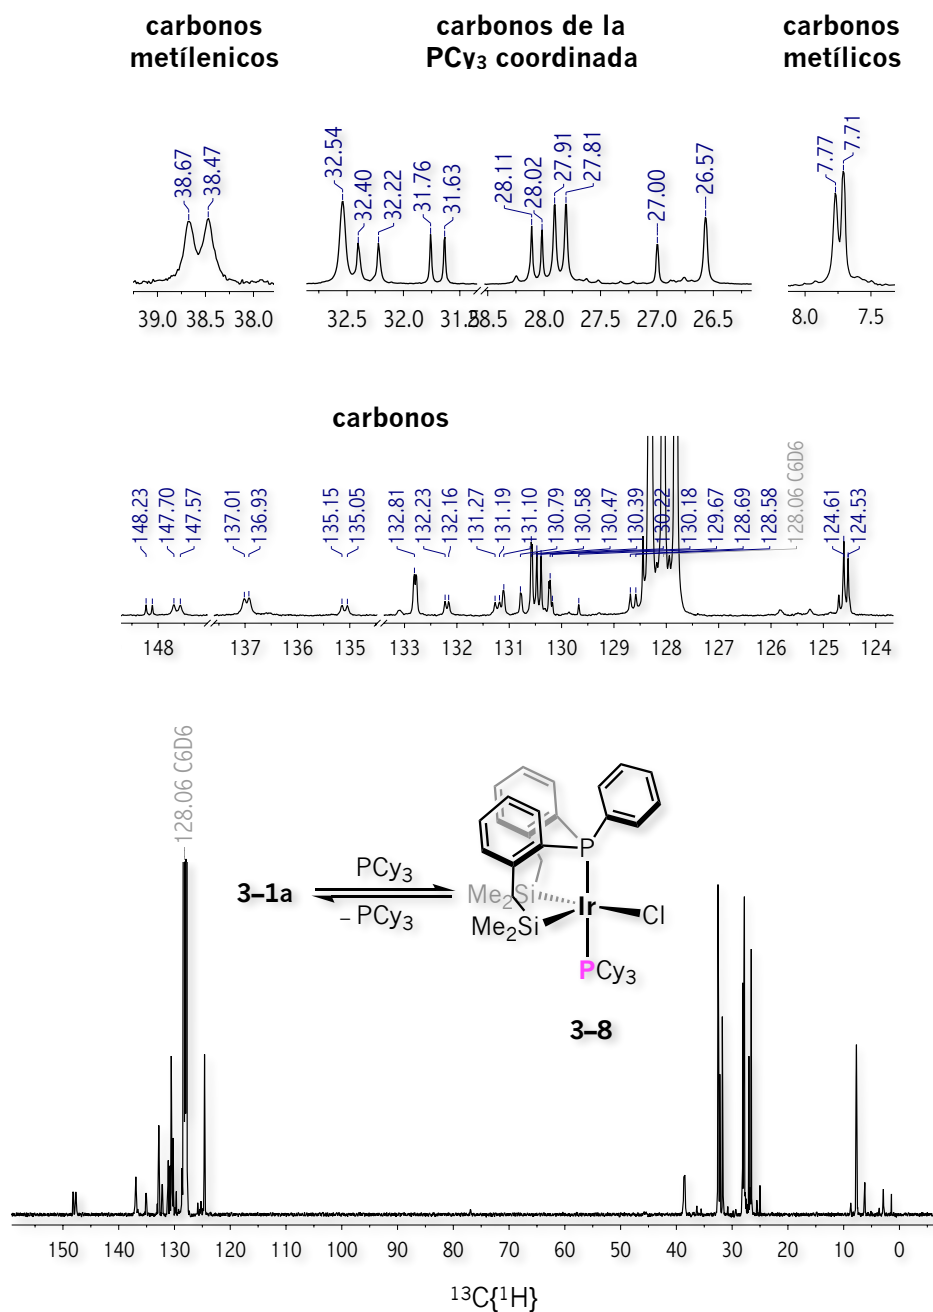 carbonos
metílenicos
carbonos de la
PCy₃ coordinada
carbonos
metílicos
38.67
38.47
32.54
32.40
32.22
31.76
31.63
28.11
28.02
27.91
27.81
27.00
26.57
7.77
7.71
39.0 38.5 38.0
32.5 32.0 31.5
28.5 28.0 27.5 27.0 26.5
8.0 7.5
carbonos
148.23
147.70
147.57
137.01
136.93
135.15
135.05
132.81
132.23
132.16
131.27
131.19
131.10
130.79
130.58
130.47
130.39
130.22
130.18
129.67
128.69
128.58
128.06 C6D6
124.61
124.53
148 137 136 135 133 132 131 130 129 128 127 126 125 124
128.06 C6D6
3–1a
PCy₃
– PCy₃
P
Me₂Si
Ir
Cl
Me₂Si
PCy₃
3–8
150 140 130 120 110 100 90 80 70 60 50 40 30 20 10 0
¹³C{¹H}